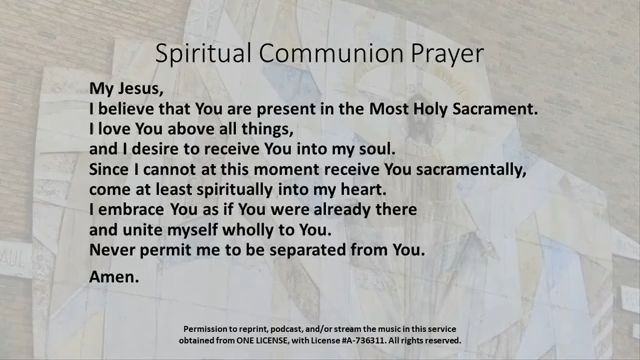 Spiritual Communion Prayer
My Jesus,
I believe that You are present in the Most Holy Sacrament.
I love You above all things,
and I desire to receive You into my soul.
Since I cannot at this moment receive You sacramentally,
come at least spiritually into my heart.
I embrace You as if You were already there
and unite myself wholly to You.
Never permit me to be separated from You.
Amen.
Permission to reprint, podcast, and/or stream the music in this service
obtained from ONE LICENSE, with License #A-736311. All rights reserved.